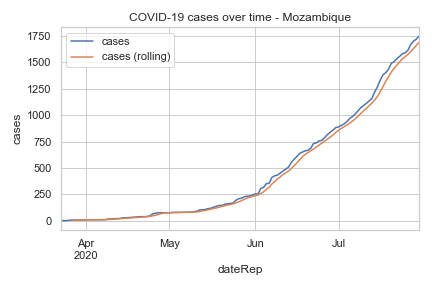 COVID-19 cases over time - Mozambique
cases
cases (rolling)
1750
1500
1250
1000
750
500
250
0
cases
Apr
2020
May
Jun
Jul
dateRep